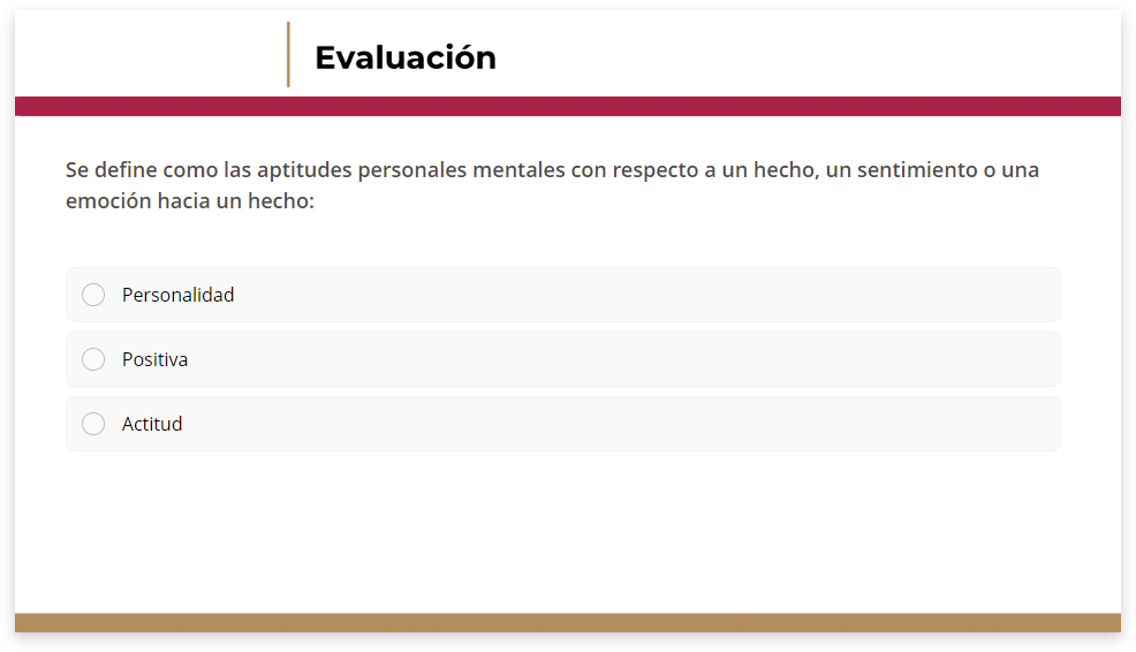 Evaluación
Se define como las aptitudes personales mentales con respecto a un hecho, un sentimiento o una
emoción hacia un hecho:
Personalidad
Positiva
Actitud